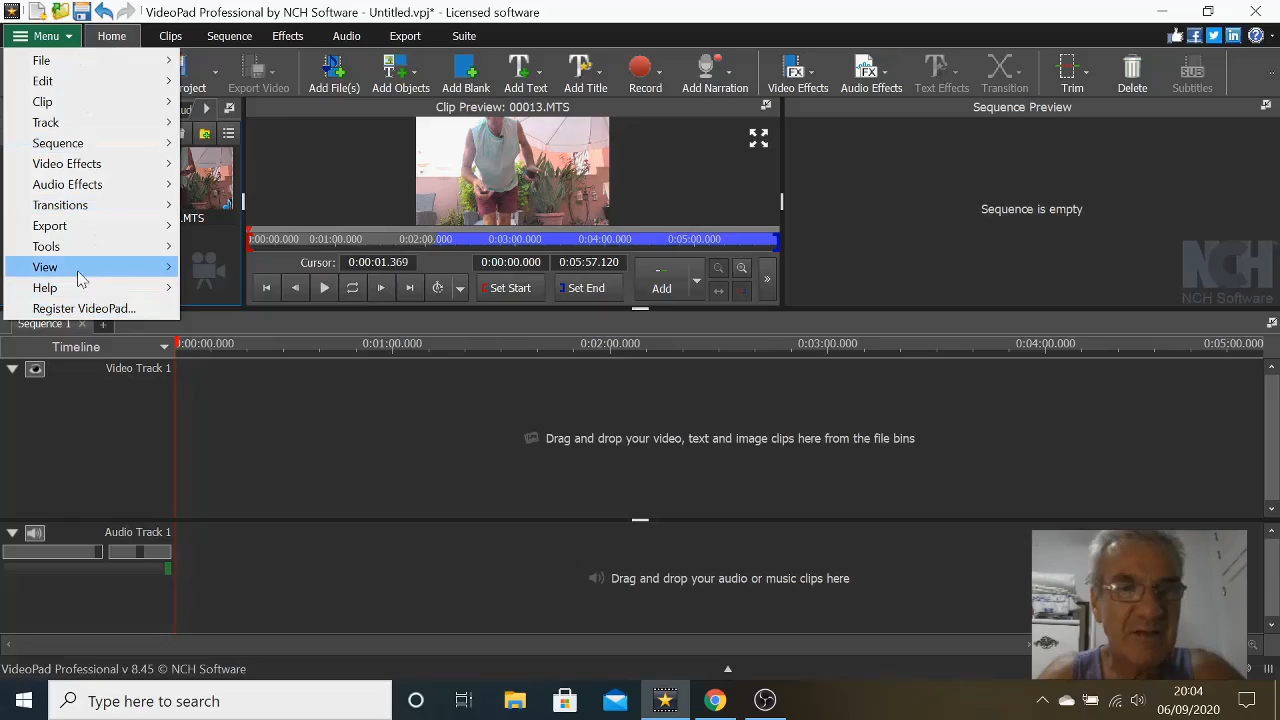 VideoPad Professional by NCH Software - Untitled.vpj* - Licensed software
Menu Home Clips Sequence Effects Audio Export Suite
File
Edit
Clip
Track
Sequence
Video Effects
Audio Effects
Transitions
Export
Tools
View
Help
Register VideoPad...
Export Video Add File(s) Add Objects Add Blank Add Text Add Title Record Add Narration Video Effects Audio Effects Text Effects Transition Trim Delete Subtitles
Clip Preview: 00013.MTS
Sequence Preview
.MTS
Sequence is empty
NCH
NCH Software
0:01:00.000 0:02:00.000 0:03:00.000 0:04:00.000 0:05:00.000
Cursor: 0:00:01.369 0:00:00.000 0:05:57.120
Set Start Set End Add
Sequence 1
Timeline
0:00:00.000 0:01:00.000 0:02:00.000 0:03:00.000 0:04:00.000 0:05:00.000
Video Track 1
Drag and drop your video, text and image clips here from the file bins
Audio Track 1
Drag and drop your audio or music clips here
VideoPad Professional v 8.45 © NCH Software
Type here to search
20:04
06/09/2020